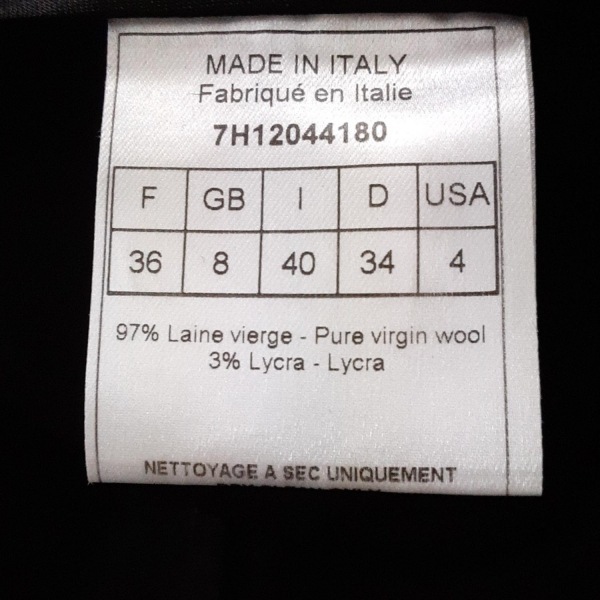 MADE IN ITALY
Fabriqué en Italie
7H12044180
F GB I D USA
36 8 40 34 4
97% Laine vierge - Pure virgin wool
3% Lycra - Lycra
NETTOYAGE A SEC UNIQUEMENT